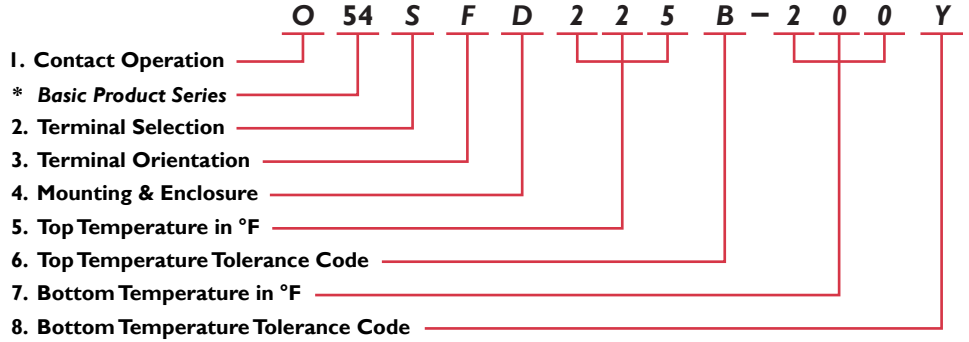 O 54 S F D 2 2 5 B – 2 0 0 Y
1. Contact Operation
* Basic Product Series
2. Terminal Selection
3. Terminal Orientation
4. Mounting & Enclosure
5. Top Temperature in °F
6. Top Temperature Tolerance Code
7. Bottom Temperature in °F
8. Bottom Temperature Tolerance Code